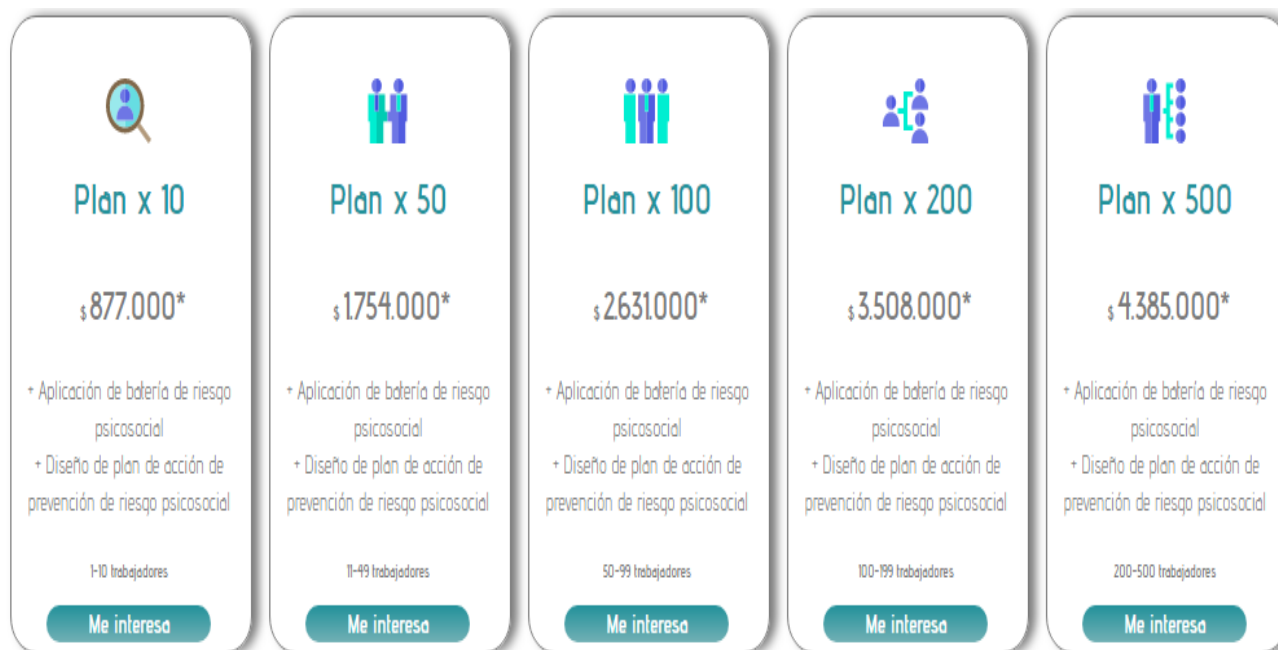 Plan x 10
$ 877.000*
+ Aplicación de batería de riesgo
psicosocial
+ Diseño de plan de acción de
prevención de riesgo psicosocial
1-10 trabajadores
Me interesa
Plan x 50
$ 1.754.000*
+ Aplicación de batería de riesgo
psicosocial
+ Diseño de plan de acción de
prevención de riesgo psicosocial
11-49 trabajadores
Me interesa
Plan x 100
$ 2.631.000*
+ Aplicación de batería de riesgo
psicosocial
+ Diseño de plan de acción de
prevención de riesgo psicosocial
50-99 trabajadores
Me interesa
Plan x 200
$ 3.508.000*
+ Aplicación de batería de riesgo
psicosocial
+ Diseño de plan de acción de
prevención de riesgo psicosocial
100-199 trabajadores
Me interesa
Plan x 500
$ 4.385.000*
+ Aplicación de batería de riesgo
psicosocial
+ Diseño de plan de acción de
prevención de riesgo psicosocial
200-500 trabajadores
Me interesa